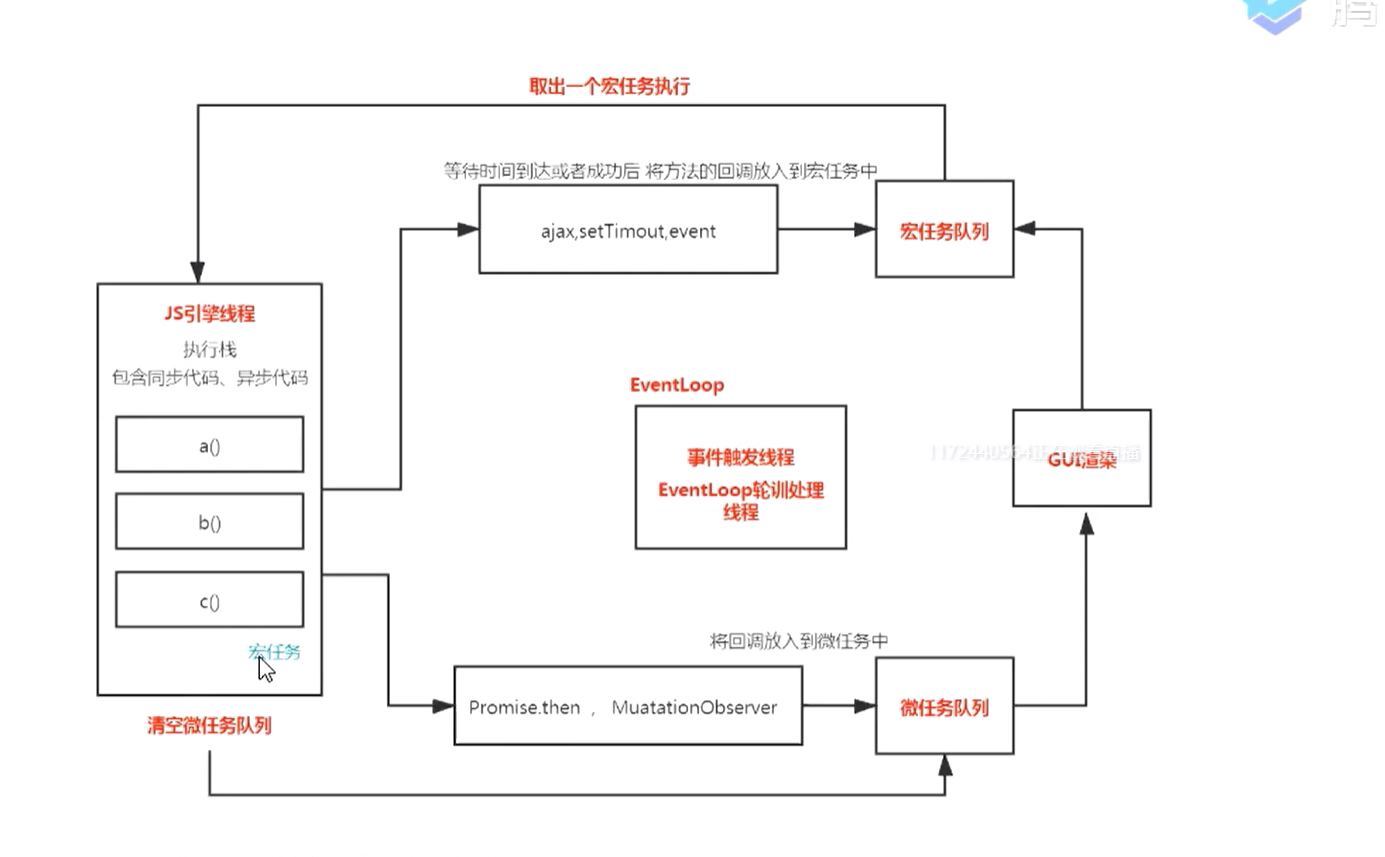 腾
取出一个宏任务执行
等待时间到达或者成功后 将方法的回调放入到宏任务中
ajax,setTimout,event
宏任务队列
JS引擎线程
执行栈
包含同步代码、异步代码
a()
b()
c()
宏任务
清空微任务队列
EventLoop
事件触发线程
EventLoop轮训处理
线程
GUI渲染
将回调放入到微任务中
Promise.then , MuatationObserver
微任务队列